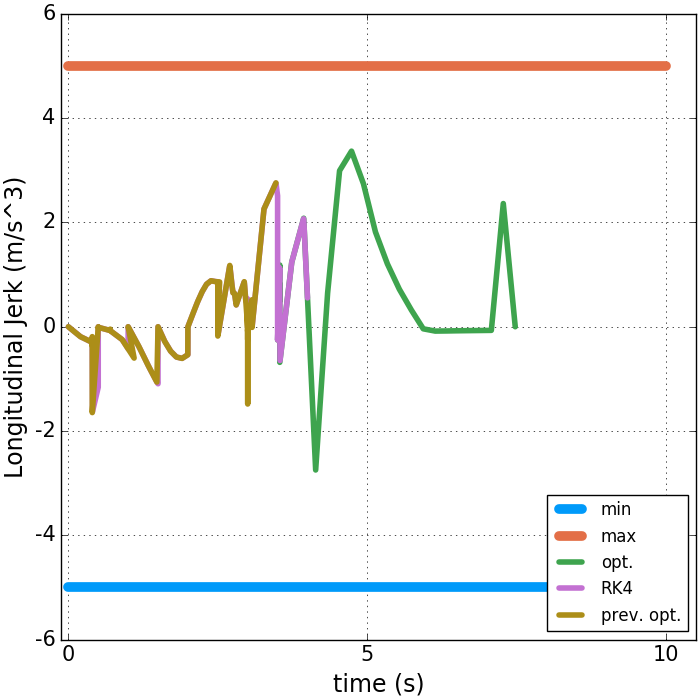 6
4
2
0
-2
-4
-6
0
5
10
Longitudinal Jerk (m/s^3)
time (s)
min
max
opt.
RK4
prev. opt.